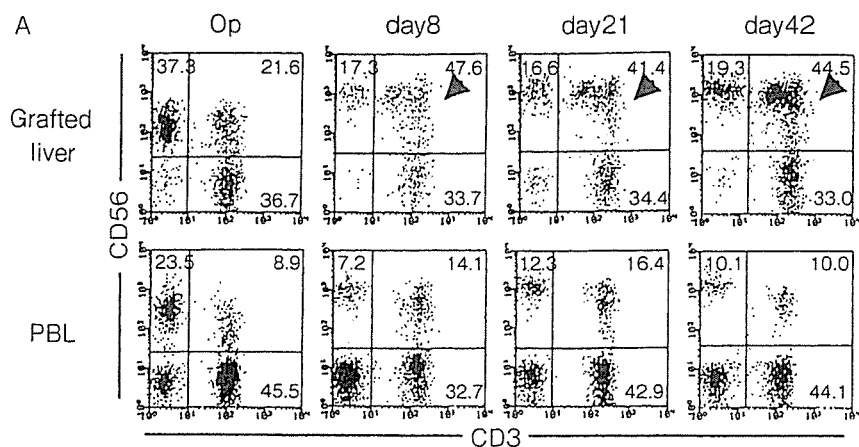 A
Op day8 day21 day42
Grafted liver
37.3 21.6 17.3 47.6 16.6 41.4 19.3 44.5
36.7 33.7 34.4 33.0
PBL
23.5 8.9 7.2 14.1 12.3 16.4 10.1 10.0
45.5 32.7 42.9 44.1
CD56
CD3